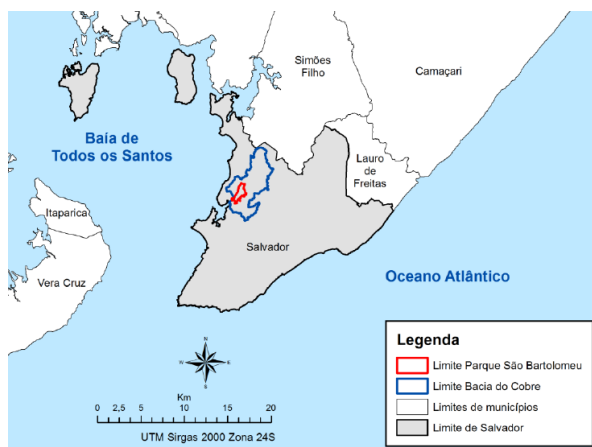 Simões
Filho
Camaçari
Baía de
Todos os Santos
Lauro
de
Freitas
Itaparica
Salvador
Vera Cruz
Oceano Atlântico
Legenda
Limite Parque São Bartolomeu
Limite Bacia do Cobre
Limites de municípios
Limite de Salvador
N
W
E
S
Km
0 2,5 5 10 15 20
UTM Sirgas 2000 Zona 24S